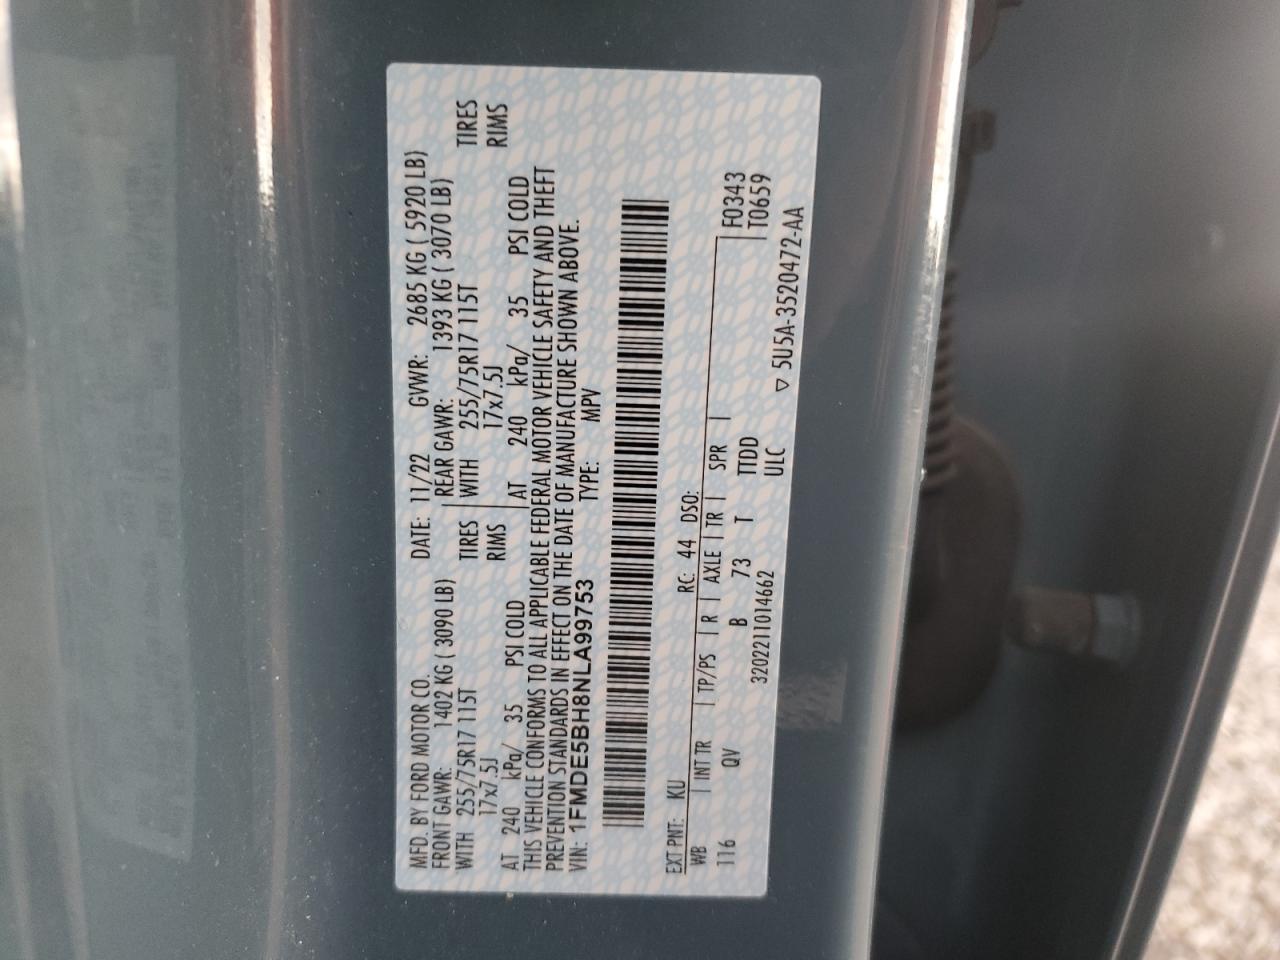 MFD. BY FORD MOTOR CO. DATE: 11/22 GVWR: 2685 KG ( 5920 LB)
FRONT GAWR: 1402 KG ( 3090 LB) REAR GAWR: 1393 KG ( 3070 LB)
WITH 255/75R17 115T TIRES WITH 255/75R17 115T TIRES
17x7.5J RIMS 17x7.5J RIMS
AT 240 kPa/ 35 PSI COLD AT 240 kPa/ 35 PSI COLD
THIS VEHICLE CONFORMS TO ALL APPLICABLE FEDERAL MOTOR VEHICLE SAFETY AND THEFT
PREVENTION STANDARDS IN EFFECT ON THE DATE OF MANUFACTURE SHOWN ABOVE.
VIN: 1FMDE5BH8NLA99753 TYPE: MPV
EXT PNT: KU RC: 44 DSO:
WB INT TR TP/PS R AXLE TR SPR F0343
116 QV B 73 T TTDD T0659
3202211014662 ULC ▽ 5U5A-3520472-AA